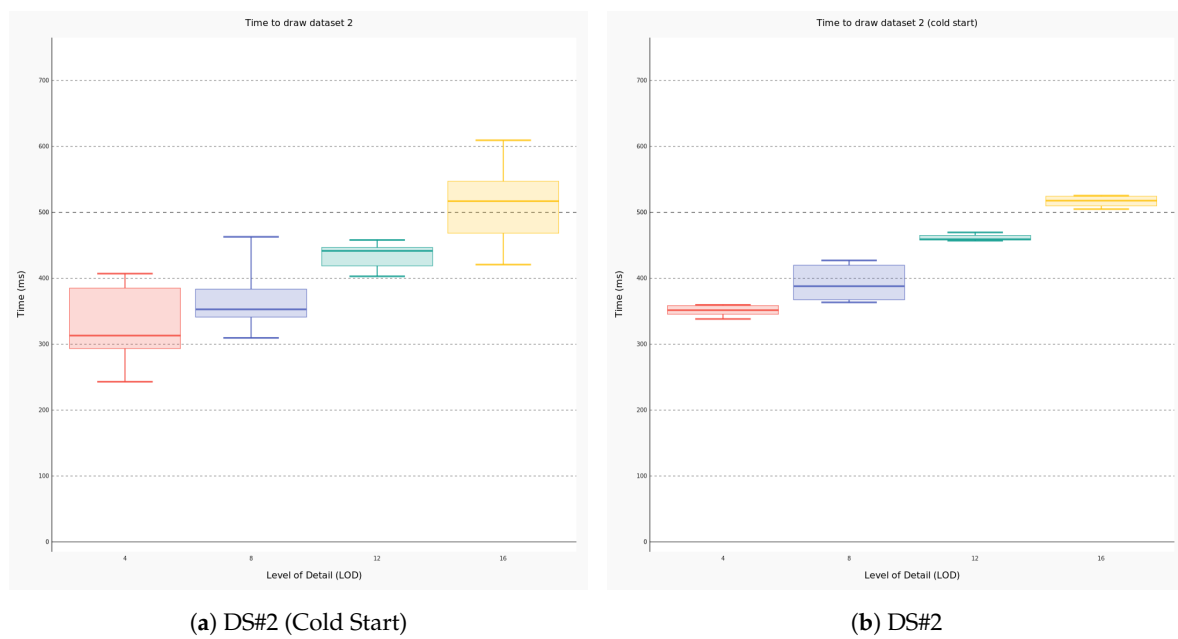 Time to draw dataset 2
700
600
500
400
300
200
100
0
Time (ms)
4 8 12 16
Level of Detail (LOD)
(a) DS#2 (Cold Start)
Time to draw dataset 2 (cold start)
700
600
500
400
300
200
100
0
Time (ms)
4 8 12 16
Level of Detail (LOD)
(b) DS#2